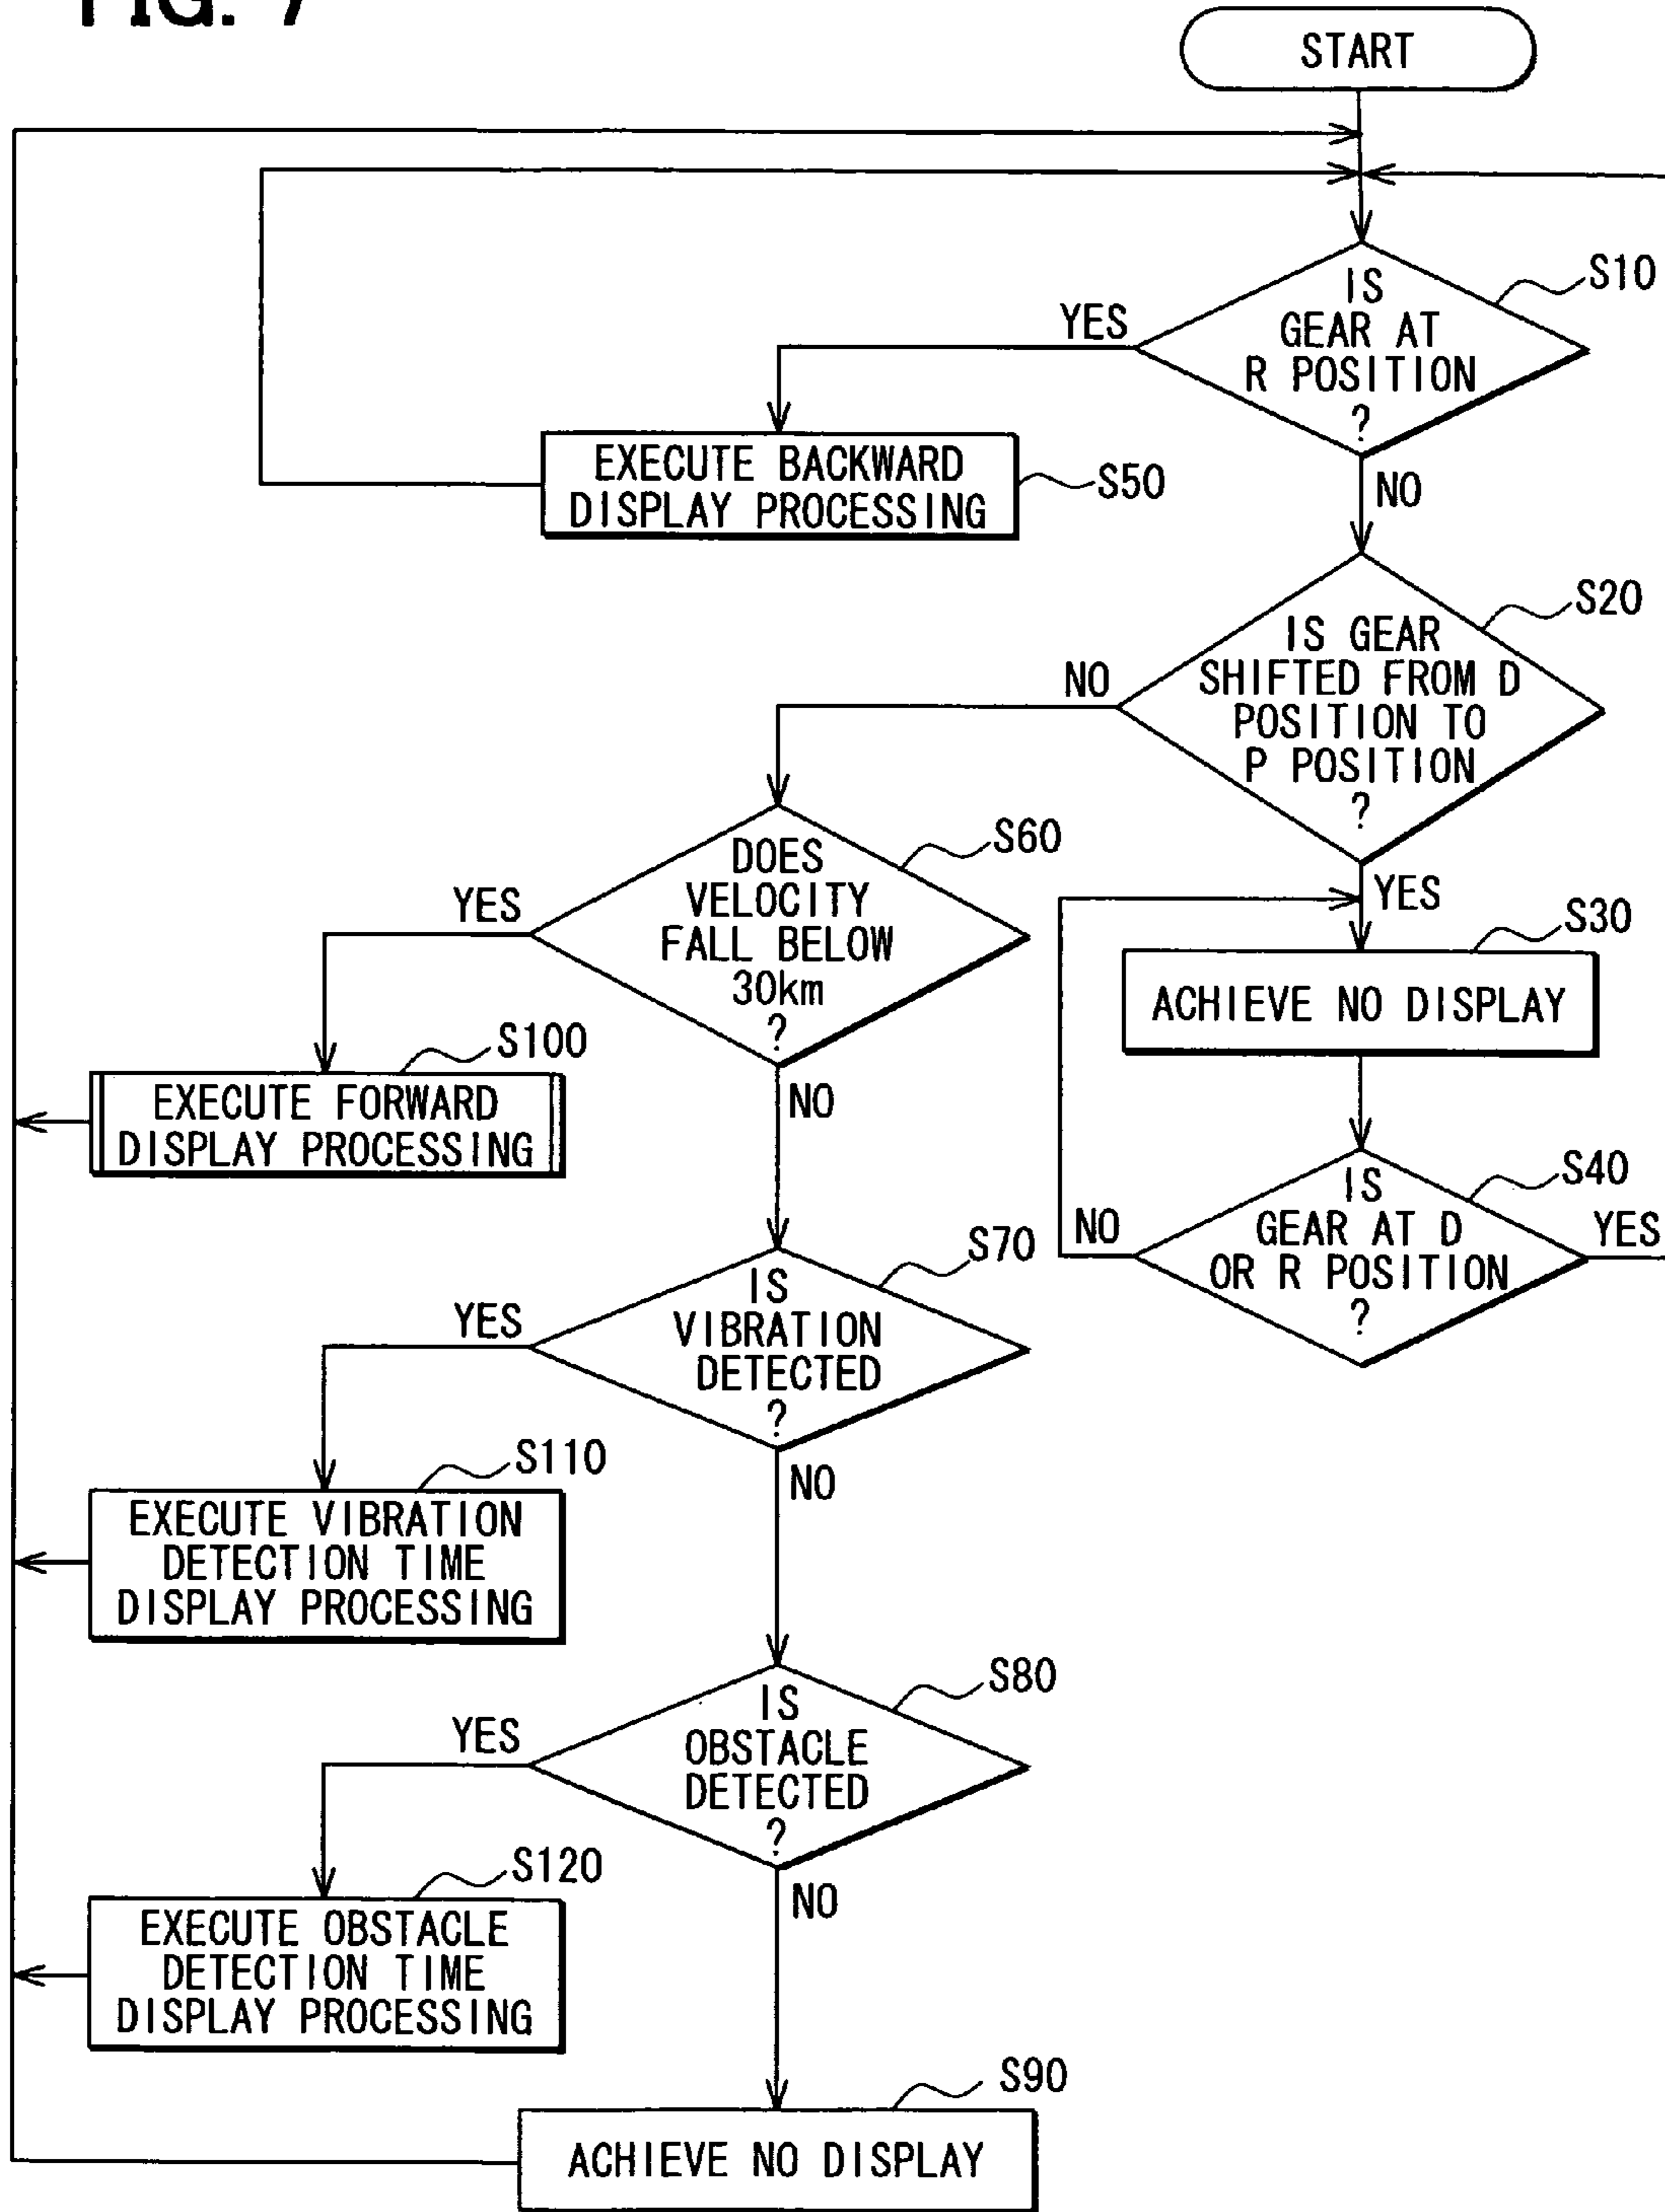 FIG. 7
START
S10
IS
GEAR AT
R POSITION
?
YES
EXECUTE BACKWARD
DISPLAY PROCESSING
S50
NO
S20
IS GEAR
SHIFTED FROM D
POSITION TO
P POSITION
?
NO
YES
S60
DOES
VELOCITY
FALL BELOW
30km
?
YES
S30
ACHIEVE NO DISPLAY
S100
EXECUTE FORWARD
DISPLAY PROCESSING
NO
S40
IS
GEAR AT D
OR R POSITION
?
NO
YES
S70
IS
VIBRATION
DETECTED
?
YES
S110
EXECUTE VIBRATION
DETECTION TIME
DISPLAY PROCESSING
NO
S80
IS
OBSTACLE
DETECTED
?
YES
S120
EXECUTE OBSTACLE
DETECTION TIME
DISPLAY PROCESSING
NO
S90
ACHIEVE NO DISPLAY